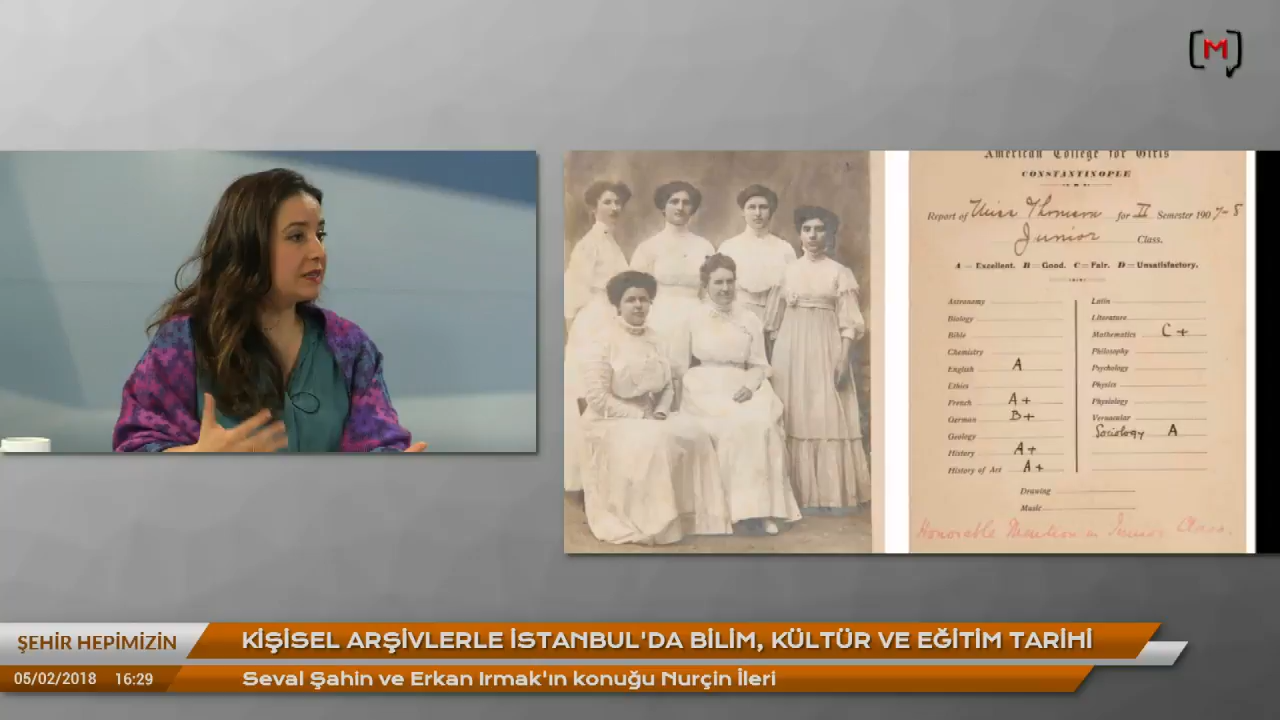 M
American College for Girls
CONSTANTINOPLE
Report of Miss Thomson for II Semester 1907-8
Junior Class.
A = Excellent. B = Good. C = Fair. D = Unsatisfactory.
Astronomy
Biology
Bible
Chemistry
English A
Ethics
French A+
German B+
Geology
History A+
History of Art A+
Latin
Literature
Mathematics C+
Philosophy
Psychology
Physics
Physiology
Vernacular
Sociology A
Drawing
Music
Honorable Mention in Junior Class.
ŞEHİR HEPİMİZİN
KİŞİSEL ARŞİVLERLE İSTANBUL'DA BİLİM, KÜLTÜR VE EĞİTİM TARİHİ
05/02/2018 16:29
Seval Şahin ve Erkan Irmak'ın konuğu Nurçin İleri